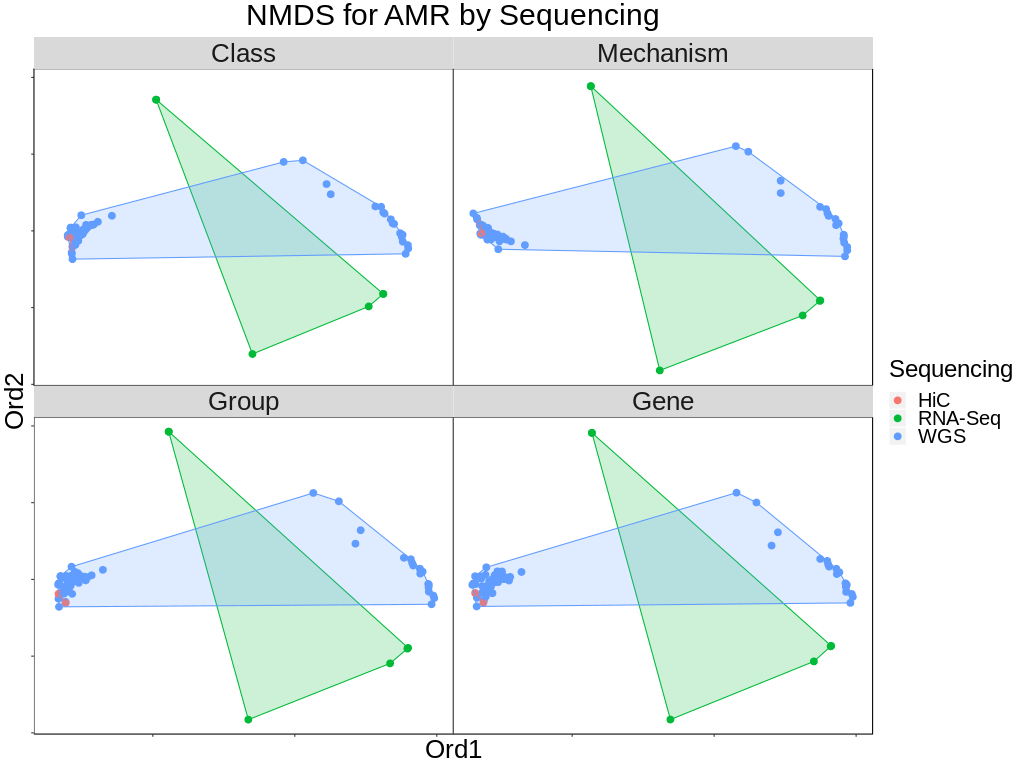 NMDS for AMR by Sequencing
Class
Mechanism
Group
Gene
Ord2
Ord1
Sequencing
HiC
RNA-Seq
WGS